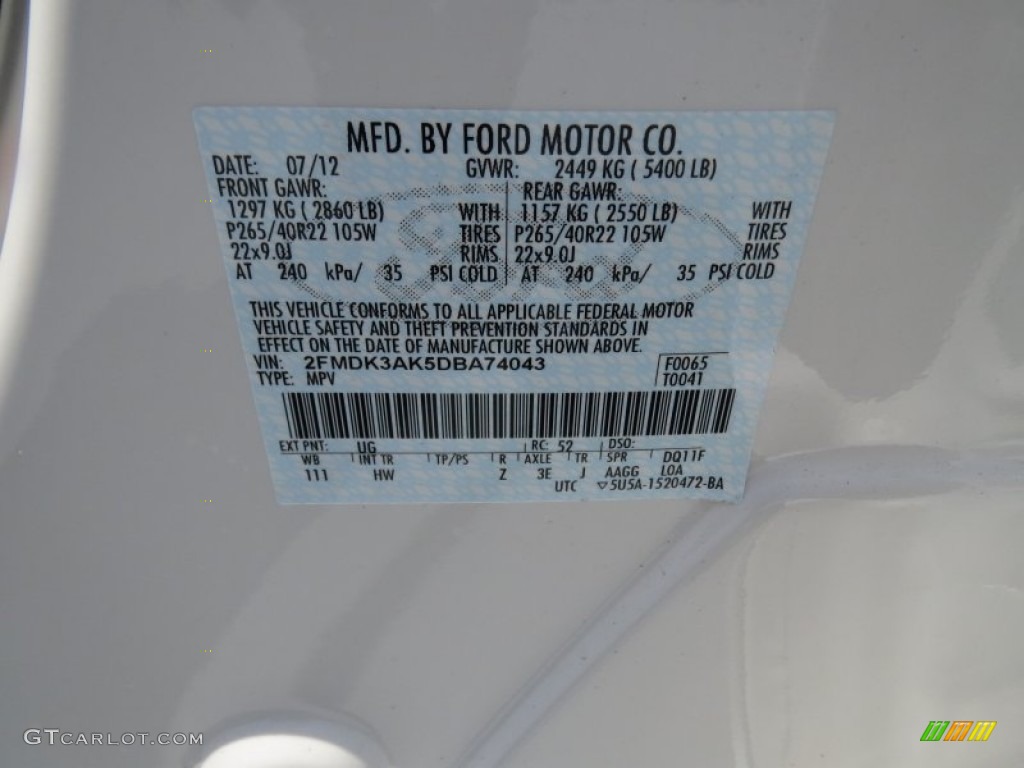 MFD. BY FORD MOTOR CO.
DATE: 07/12 GVWR: 2449 KG ( 5400 LB)
FRONT GAWR: REAR GAWR:
1297 KG ( 2860 LB) WITH 1157 KG ( 2550 LB) WITH
P265/40R22 105W TIRES P265/40R22 105W TIRES
22x9.0J RIMS 22x9.0J RIMS
AT 240 kPa/ 35 PSI COLD AT 240 kPa/ 35 PSI COLD
THIS VEHICLE CONFORMS TO ALL APPLICABLE FEDERAL MOTOR
VEHICLE SAFETY AND THEFT PREVENTION STANDARDS IN
EFFECT ON THE DATE OF MANUFACTURE SHOWN ABOVE.
VIN: 2FMDK3AK5DBA74043 F0065
TYPE: MPV T0041
EXT PNT: UG RC: 52 DSO:
WB INT TR TP/PS R AXLE TR SPR DQ11F
111 HW Z 3E J AAGG LOA
UTC ▽5U5A-1520472-BA
GTCARLOT.COM